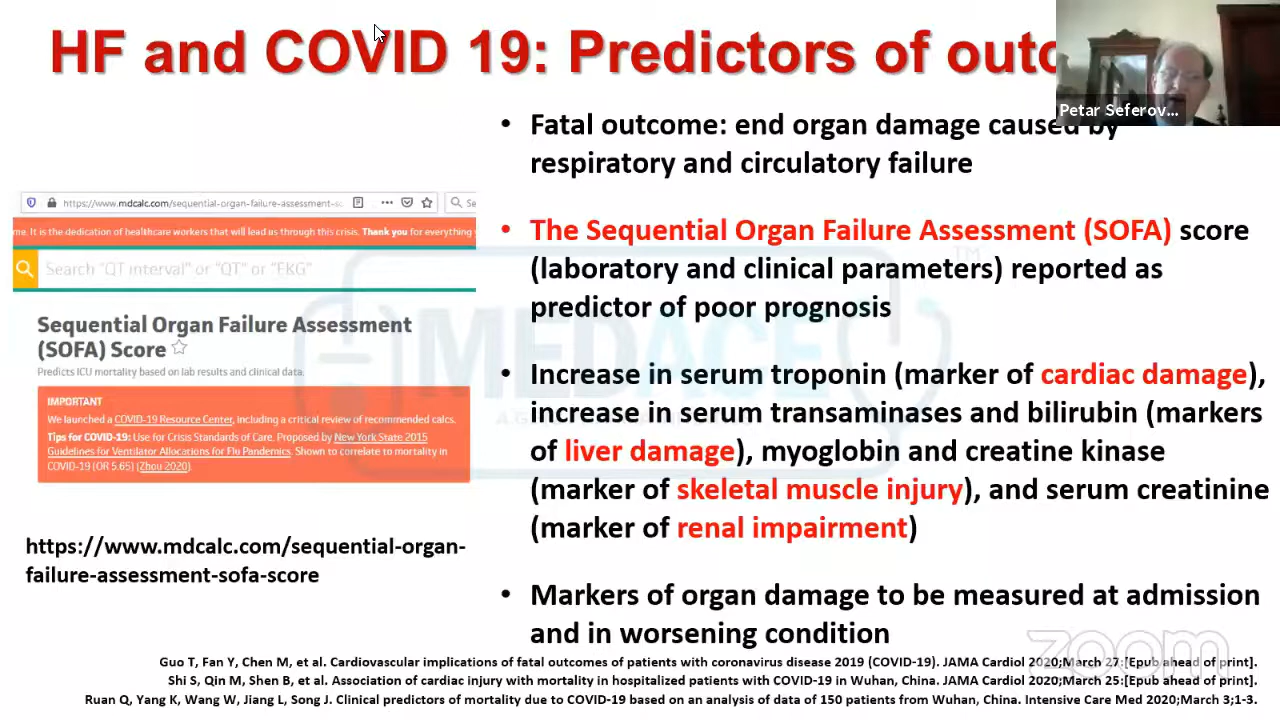 HF and COVID 19: Predictors of outc
Petar Seferov...
• Fatal outcome: end organ damage caused by
respiratory and circulatory failure
• The Sequential Organ Failure Assessment (SOFA) score
(laboratory and clinical parameters) reported as
predictor of poor prognosis
• Increase in serum troponin (marker of cardiac damage),
increase in serum transaminases and bilirubin (markers
of liver damage), myoglobin and creatine kinase
(marker of skeletal muscle injury), and serum creatinine
(marker of renal impairment)
• Markers of organ damage to be measured at admission
and in worsening condition
https://www.mdcalc.com/sequential-organ-failure-assessment-s
Se
me. It is the dedication of healthcare workers that will lead us through this crisis. Thank you for everything
Search "QT interval" or "QT" or "EKG"
Sequential Organ Failure Assessment
(SOFA) Score
Predicts ICU mortality based on lab results and clinical data.
IMPORTANT
We launched a COVID-19 Resource Center, including a critical review of recommended calcs.
Tips for COVID-19: Use for Crisis Standards of Care. Proposed by New York State 2015
Guidelines for Ventilator Allocations for Flu Pandemics. Shown to correlate to mortality in
COVID-19 (OR 5.65) (Zhou 2020).
https://www.mdcalc.com/sequential-organ-
failure-assessment-sofa-score
MEDACE
TM
zoom
Guo T, Fan Y, Chen M, et al. Cardiovascular implications of fatal outcomes of patients with coronavirus disease 2019 (COVID-19). JAMA Cardiol 2020;March 27:[Epub ahead of print].
Shi S, Qin M, Shen B, et al. Association of cardiac injury with mortality in hospitalized patients with COVID-19 in Wuhan, China. JAMA Cardiol 2020;March 25:[Epub ahead of print].
Ruan Q, Yang K, Wang W, Jiang L, Song J. Clinical predictors of mortality due to COVID-19 based on an analysis of data of 150 patients from Wuhan, China. Intensive Care Med 2020;March 3;1-3.